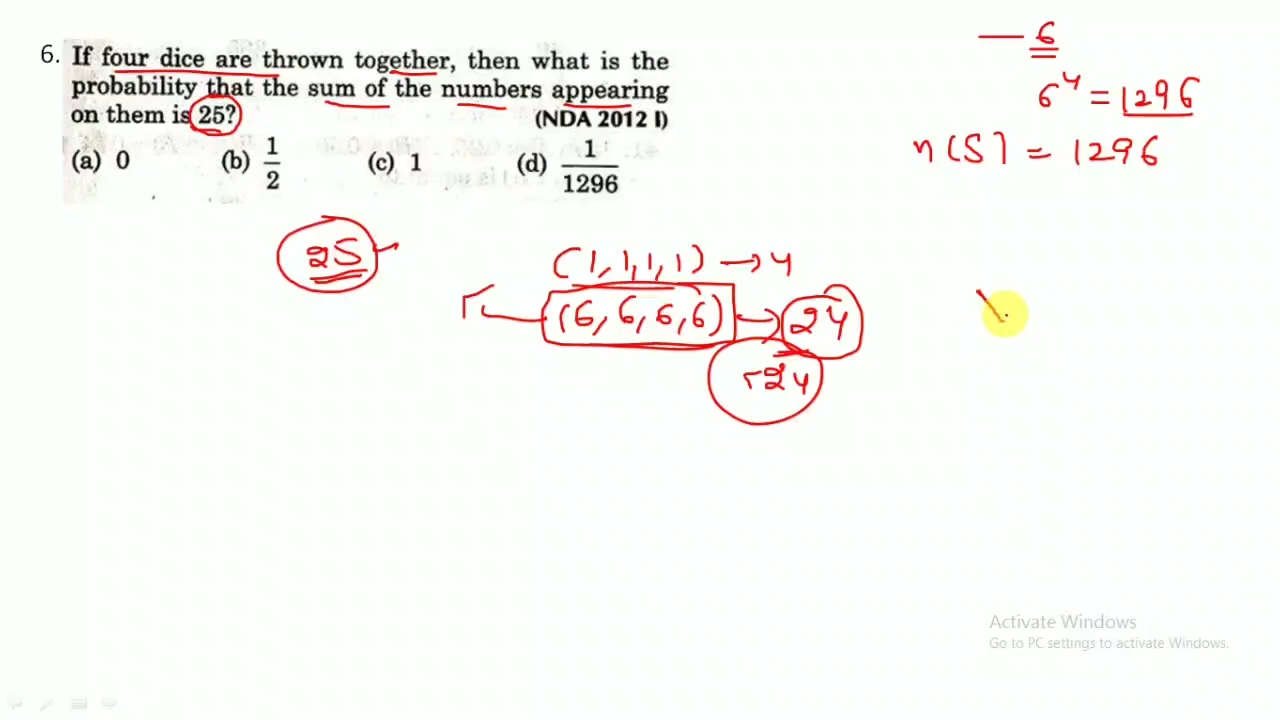 6. If four dice are thrown together, then what is the
probability that the sum of the numbers appearing
on them is 25? (NDA 2012 I)
(a) 0 (b) 1/2 (c) 1 (d) 1/1296
6
6^4 = 1296
n(S) = 1296
25
(1,1,1,1) → 4
(6,6,6,6) → 24
24
Activate Windows
Go to PC settings to activate Windows.